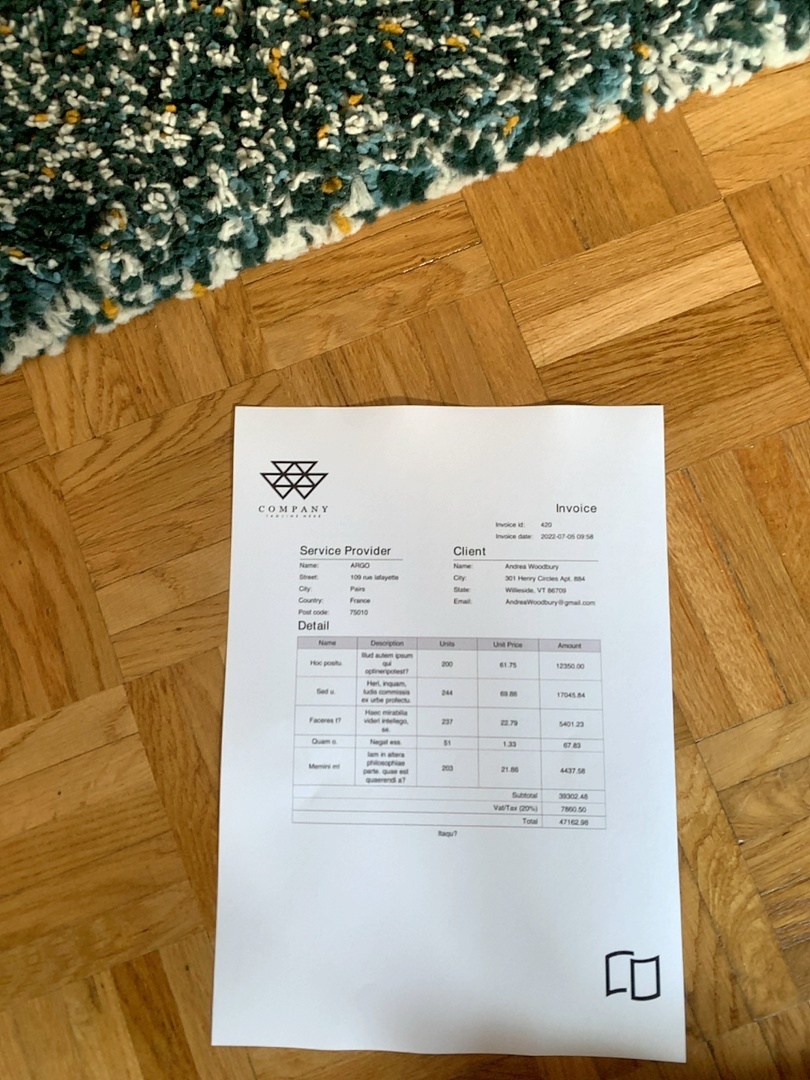 COMPANY
Invoice
Invoice id: 420
Invoice date: 2022-07-05 09:58
Service Provider
Name: ARGO
Street: 109 rue lafayette
City: Pairs
Country: France
Post code: 75010
Client
Name: Andrea Woodbury
City: 301 Henry Circles Apt. 884
State: Willieside, VT 86709
Email: AndreaWoodbury@gmail.com
Detail
Name Description Units Unit Price Amount
Hoc positu. Illud autem ipsum qui optineripotest? 200 61.75 12350.00
Sed u. Heri, inquam, ludis commissis ex urbe profectu. 244 69.86 17045.84
Faceres t? Haec mirabilia videri intellego, se. 237 22.79 5401.23
Quam o. Negat ess. 51 1.33 67.83
Memini mt Iam in altera philosophiae parte. quae est quaerendi a? 203 21.86 4437.58
Subtotal 39302.48
Vat/Tax (20%) 7860.50
Total 47162.98
Itaqu?